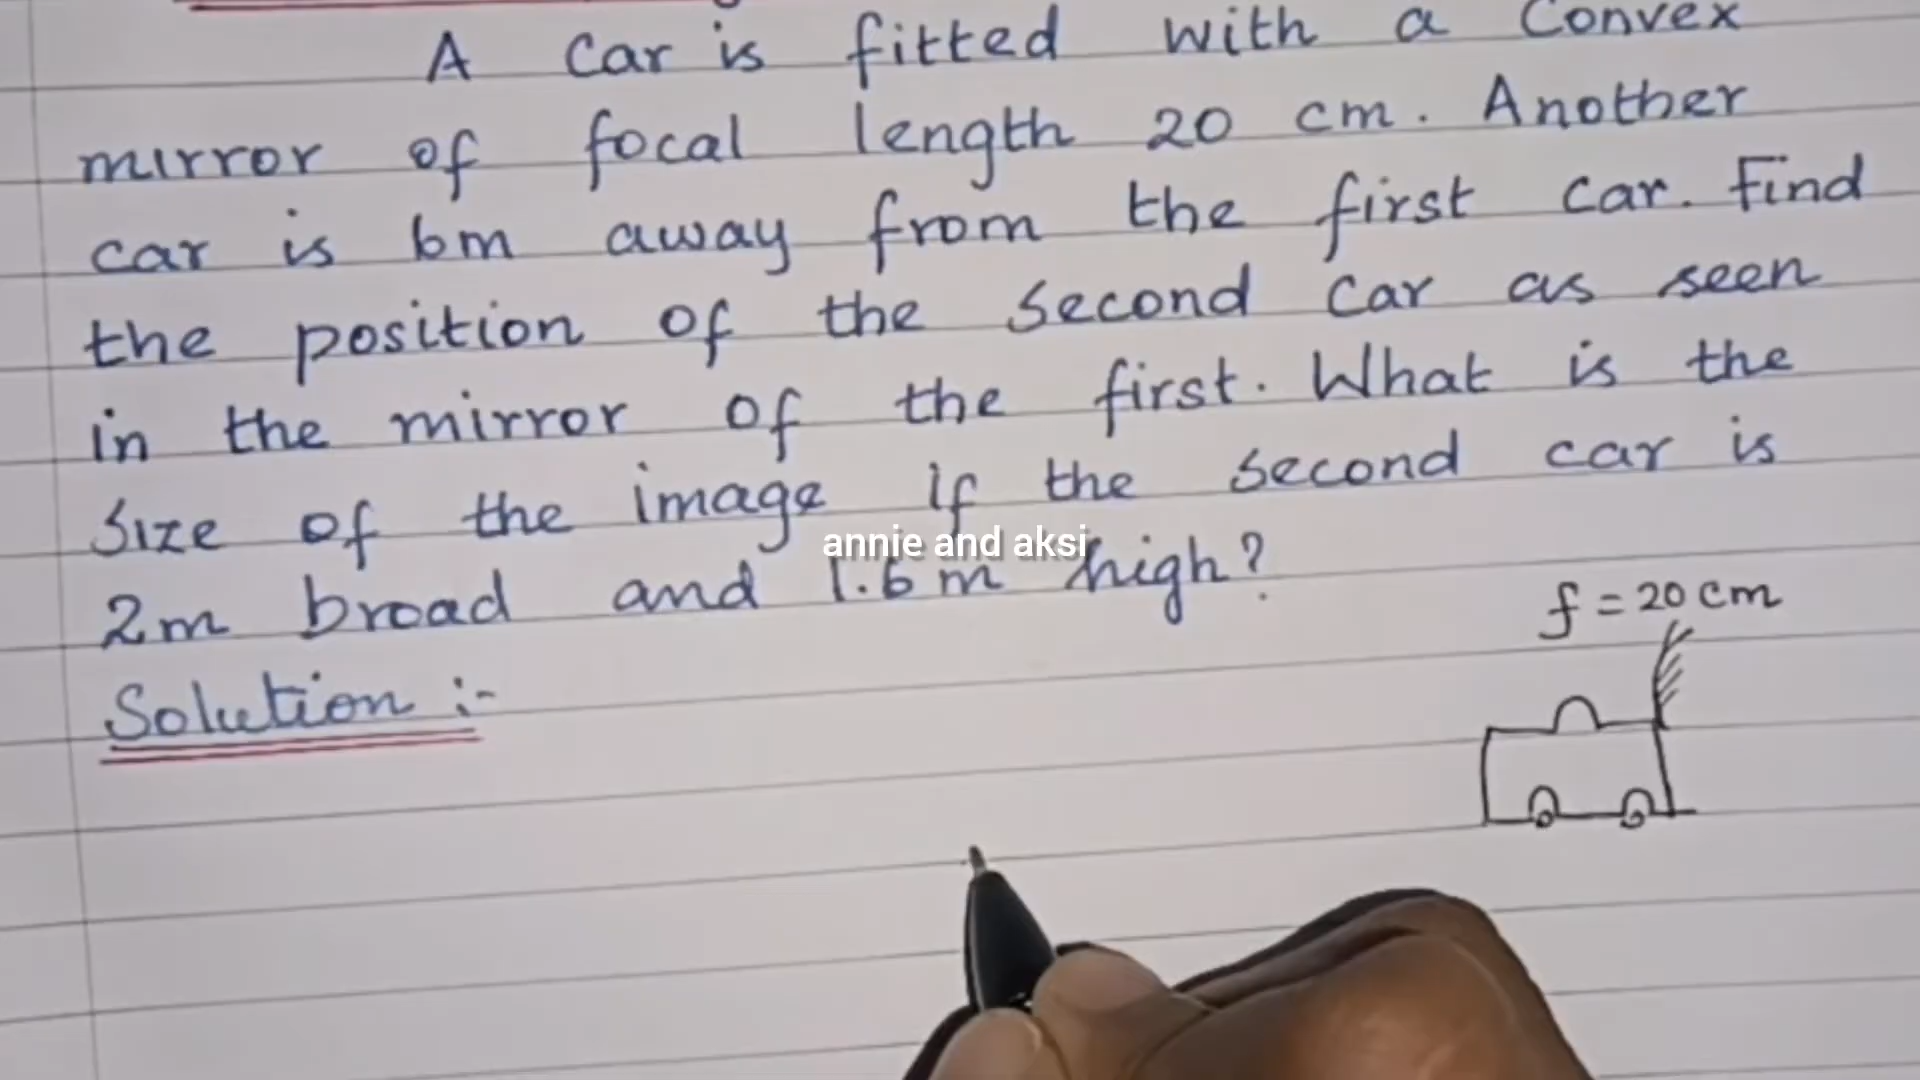 A Car is fitted with a Convex
mirror of focal length 20 cm. Another
car is 6m away from the first car. Find
the position of the second Car as seen
in the mirror of the first. What is the
Size of the image if the second car is
annie and aksi
2m broad and 1.6m high?
f = 20 cm
Solution :-